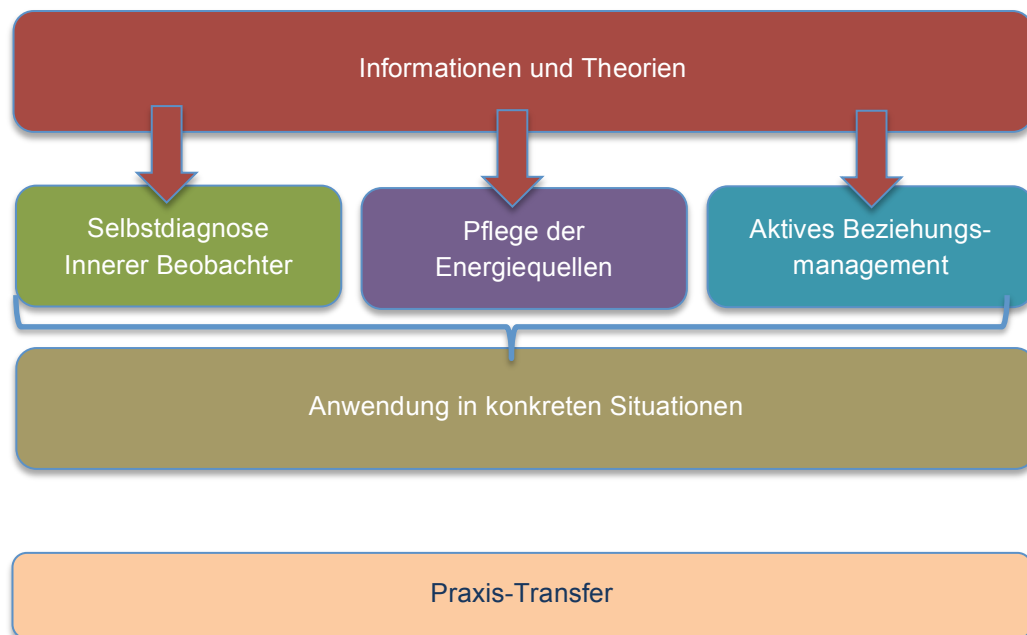 Informationen und Theorien
Selbstdiagnose
Innerer Beobachter
Pflege der
Energiequellen
Aktives Beziehungs-
management
Anwendung in konkreten Situationen
Praxis-Transfer